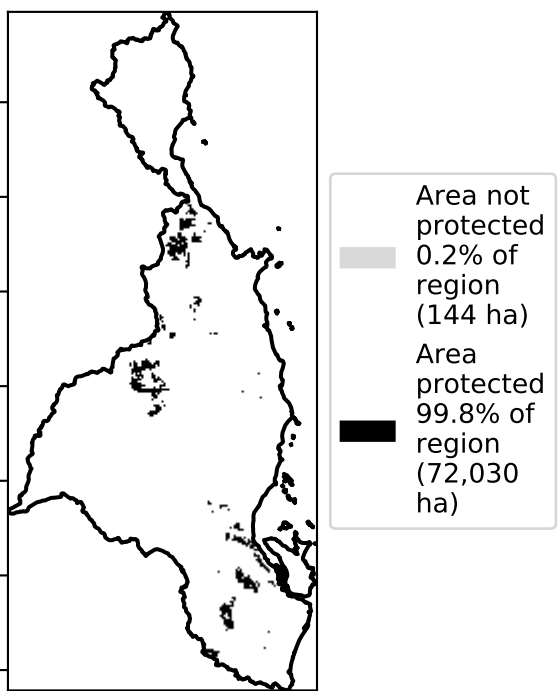 Area not
protected
0.2% of
region
(144 ha)
Area
protected
99.8% of
region
(72,030
ha)